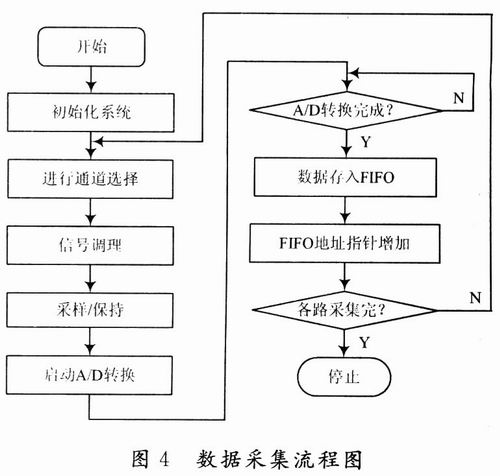 开始
初始化系统
进行通道选择
信号调理
采样/保持
启动A/D转换
A/D转换完成?
N
Y
数据存入FIFO
FIFO地址指针增加
各路采集完?
N
Y
停止
图 4 数据采集流程图